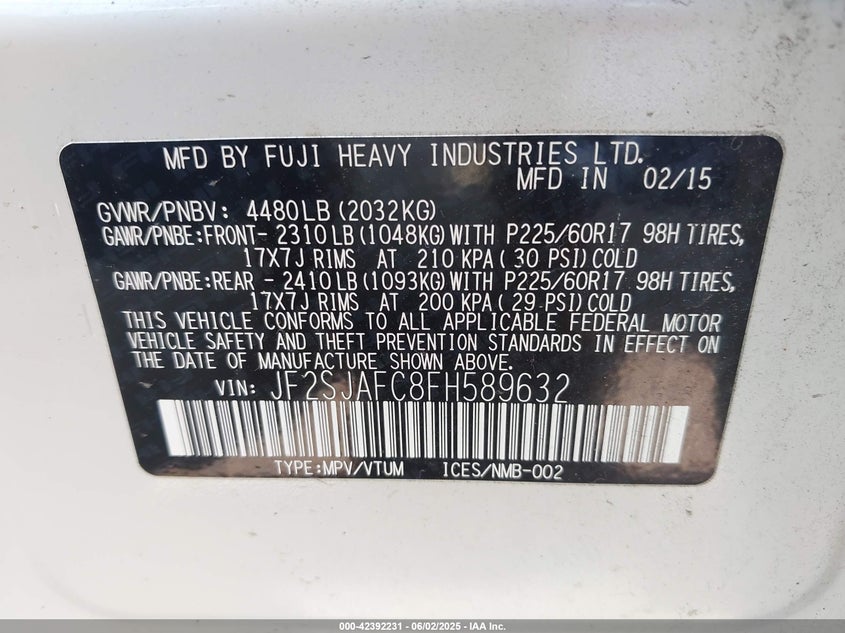 MFD BY FUJI HEAVY INDUSTRIES LTD.
MFD IN 02/15
GVWR/PNBV: 4480LB (2032KG)
GAWR/PNBE:FRONT- 2310LB (1048KG) WITH P225/60R17 98H TIRES,
17X7J RIMS AT 210 KPA (30 PSI) COLD
GAWR/PNBE:REAR - 2410LB (1093KG) WITH P225/60R17 98H TIRES,
17X7J RIMS AT 200 KPA (29 PSI) COLD
THIS VEHICLE CONFORMS TO ALL APPLICABLE FEDERAL MOTOR
VEHICLE SAFETY AND THEFT PREVENTION STANDARDS IN EFFECT ON
THE DATE OF MANUFACTURE SHOWN ABOVE.
VIN: JF2SJAFC8FH589632
TYPE:MPV/VTUM ICES/NMB-002
000-42392231 - 06/02/2025 - IAA Inc.